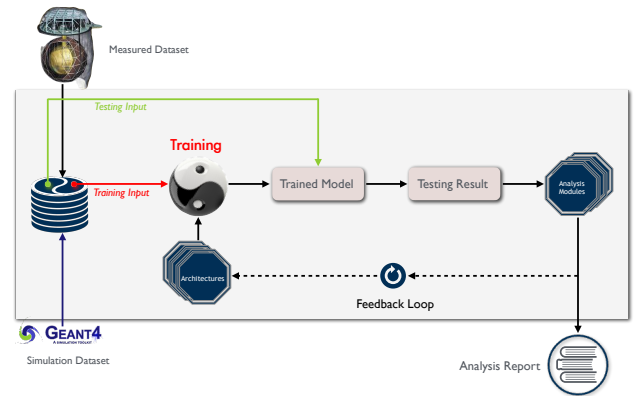 Measured Dataset
Testing Input
Training
Training Input
Trained Model
Testing Result
Analysis
Modules
Architectures
Feedback Loop
GEANT4
A SIMULATION TOOLKIT
Simulation Dataset
Analysis Report